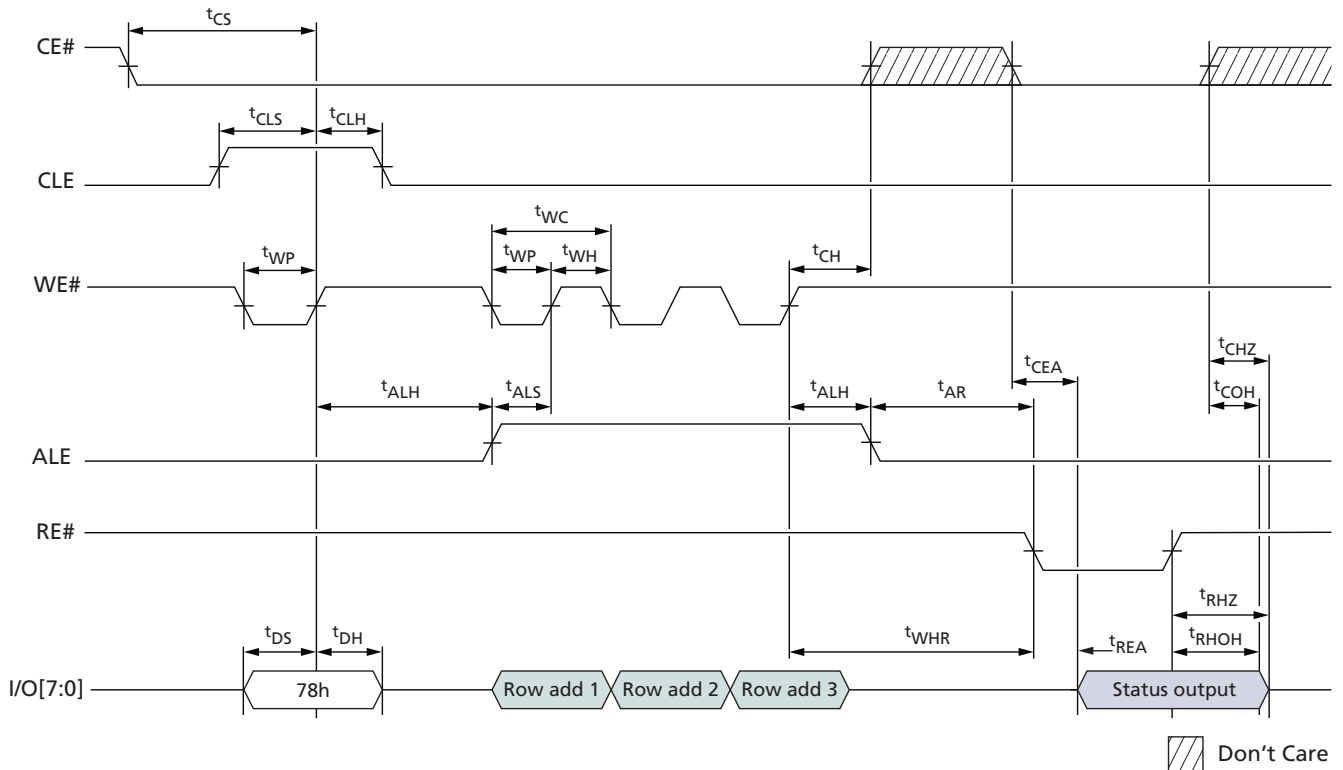 tCS
CE#
tCLS tCLH
CLE
tWC
tWP tWP tWH tCH
WE#
tCHZ
tCEA
tALH tALS tALH tAR tCOH
ALE
RE#
tRHZ
tDS tDH tWHR tREA tRHOH
I/O[7:0] 78h Row add 1 Row add 2 Row add 3 Status output
Don't Care